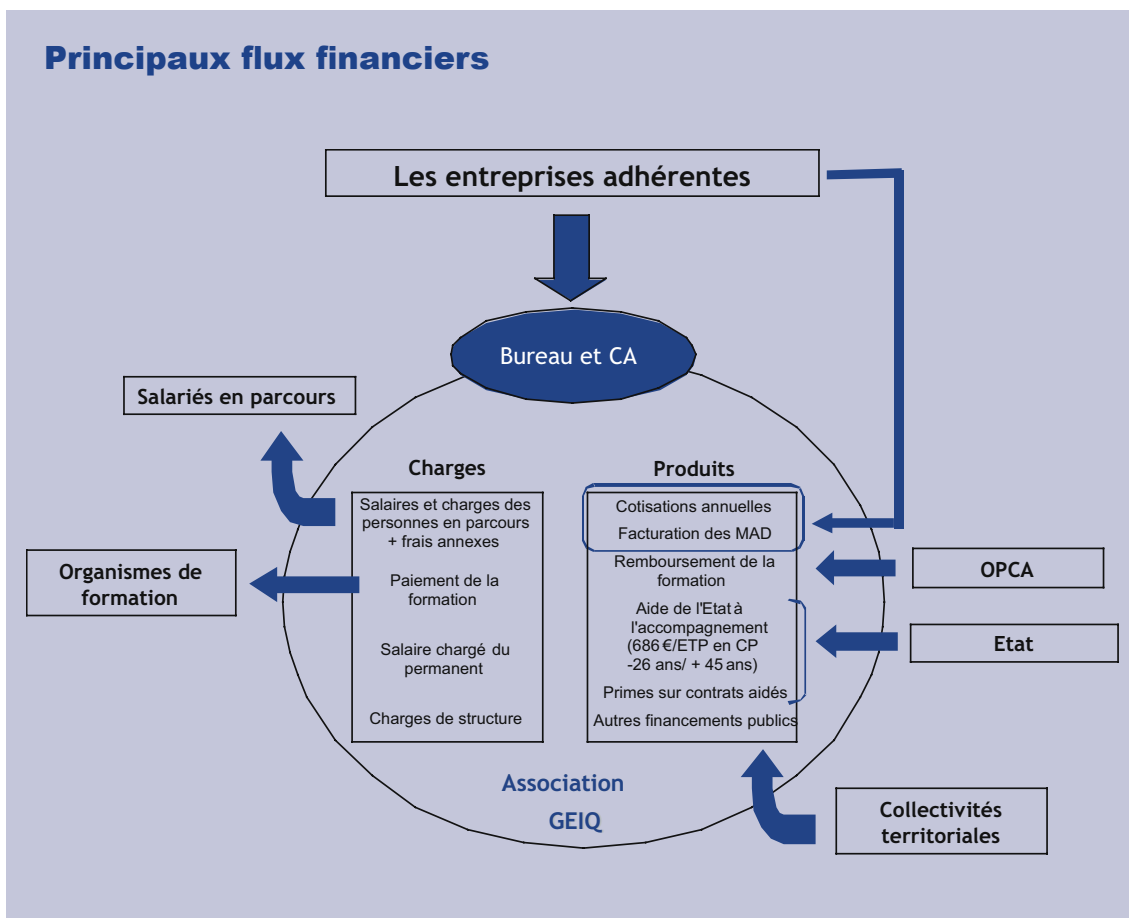 Principaux flux financiers
Les entreprises adhérentes
Bureau et CA
Salariés en parcours
Charges
Salaires et charges des
personnes en parcours
+ frais annexes
Paiement de la
formation
Salaire chargé du
permanent
Charges de structure
Organismes de
formation
Produits
Cotisations annuelles
Facturation des MAD
Remboursement de la
formation
Aide de l'Etat à
l'accompagnement
(686 €/ETP en CP
-26 ans/ + 45 ans)
Primes sur contrats aidés
Autres financements publics
OPCA
Etat
Collectivités
territoriales
Association
GEIQ